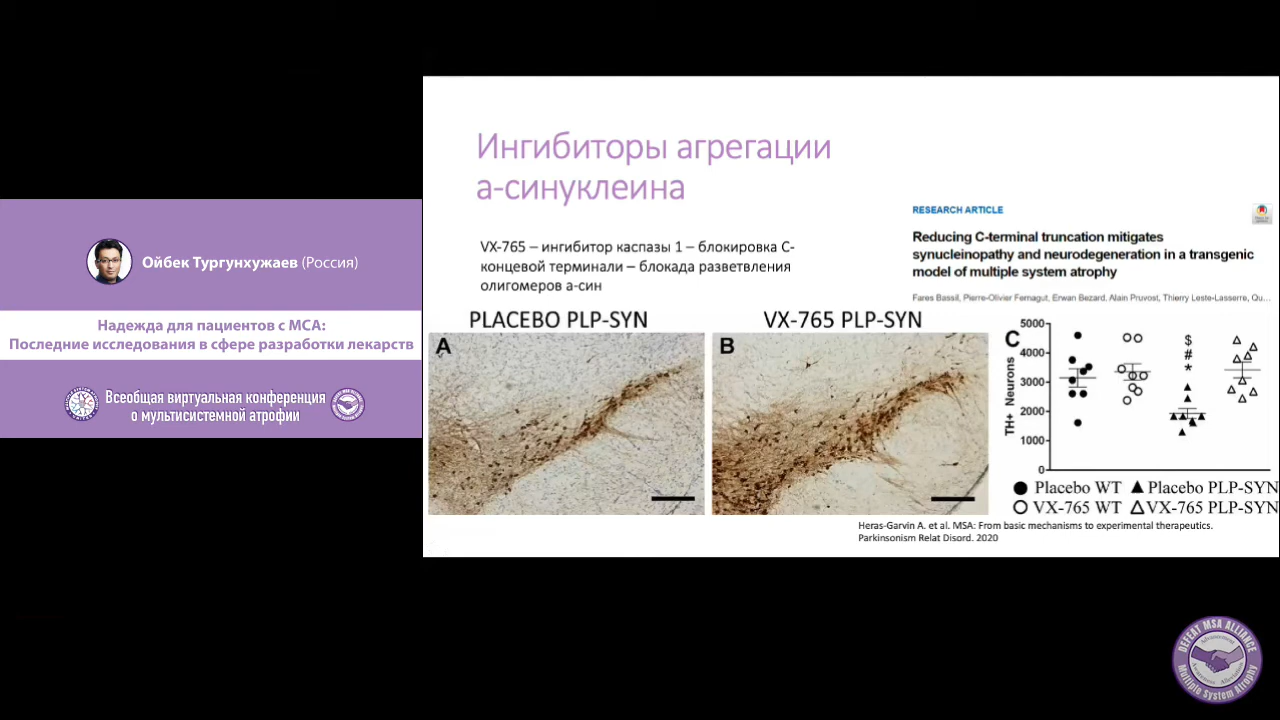 Ойбек Тургунхужаев (Россия)
Надежда для пациентов с МСА:
Последние исследования в сфере разработки лекарств
Всеобщая виртуальная конференция
о мультисистемной атрофии
Ингибиторы агрегации
а-синуклеина
VX-765 – ингибитор каспазы 1 – блокировка С-
концевой терминали – блокада разветвления
олигомеров а-син
RESEARCH ARTICLE
Reducing C-terminal truncation mitigates
synucleinopathy and neurodegeneration in a transgenic
model of multiple system atrophy
Fares Bassil, Pierre-Olivier Fernagut, Erwan Bezard, Alain Pruvost, Thierry Leste-Lasserre, Qu...
PLACEBO PLP-SYN
VX-765 PLP-SYN
A
B
C
TH+ Neurons
5000
4000
3000
2000
1000
0
$
#
*
Placebo WT
Placebo PLP-SYN
VX-765 WT
VX-765 PLP-SYN
Heras-Garvin A. et al. MSA: From basic mechanisms to experimental therapeutics.
Parkinsonism Relat Disord. 2020
DEFEAT MSA ALLIANCE
Multiple System Atrophy